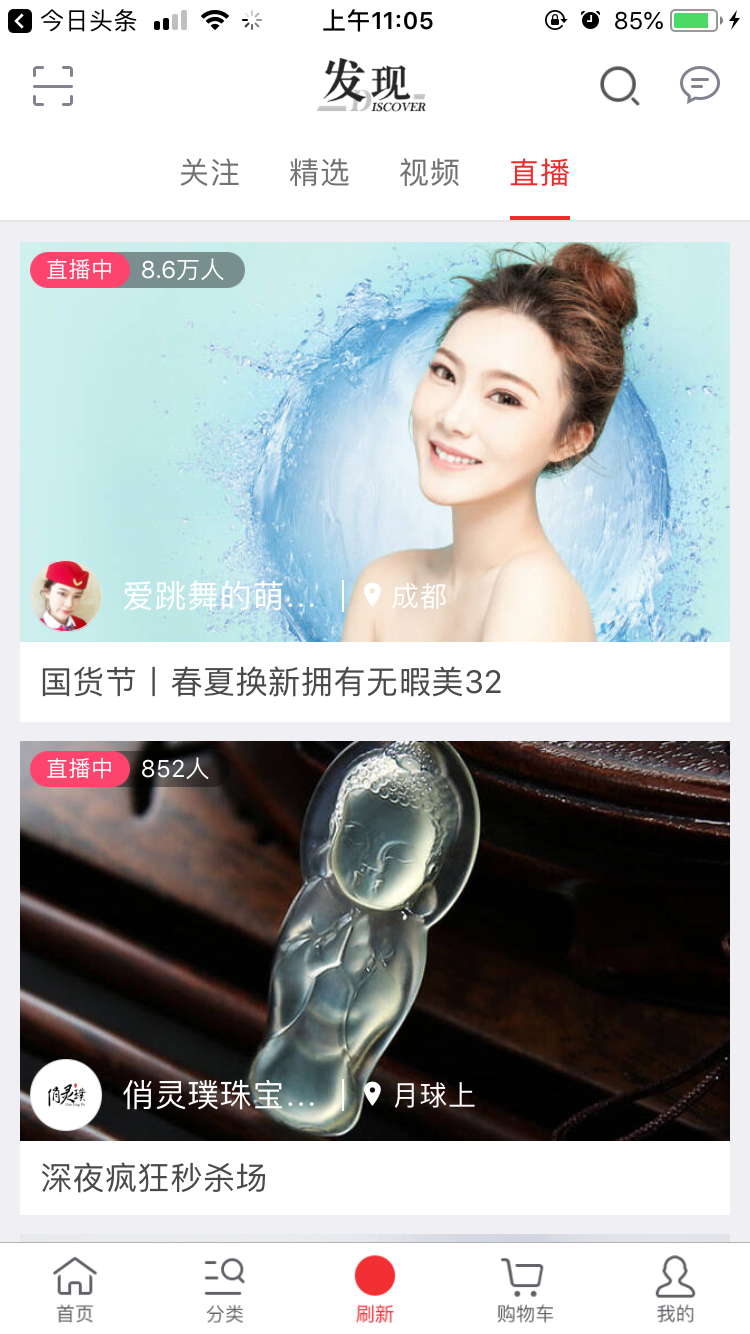 今日头条
上午11:05
85%
发现
DISCOVER
关注 精选 视频 直播
直播中 8.6万人
爱跳舞的萌... | 成都
国货节丨春夏换新拥有无暇美32
直播中 852人
俏灵璞
俏灵璞珠宝... | 月球上
深夜疯狂秒杀场
首页 分类 刷新 购物车 我的